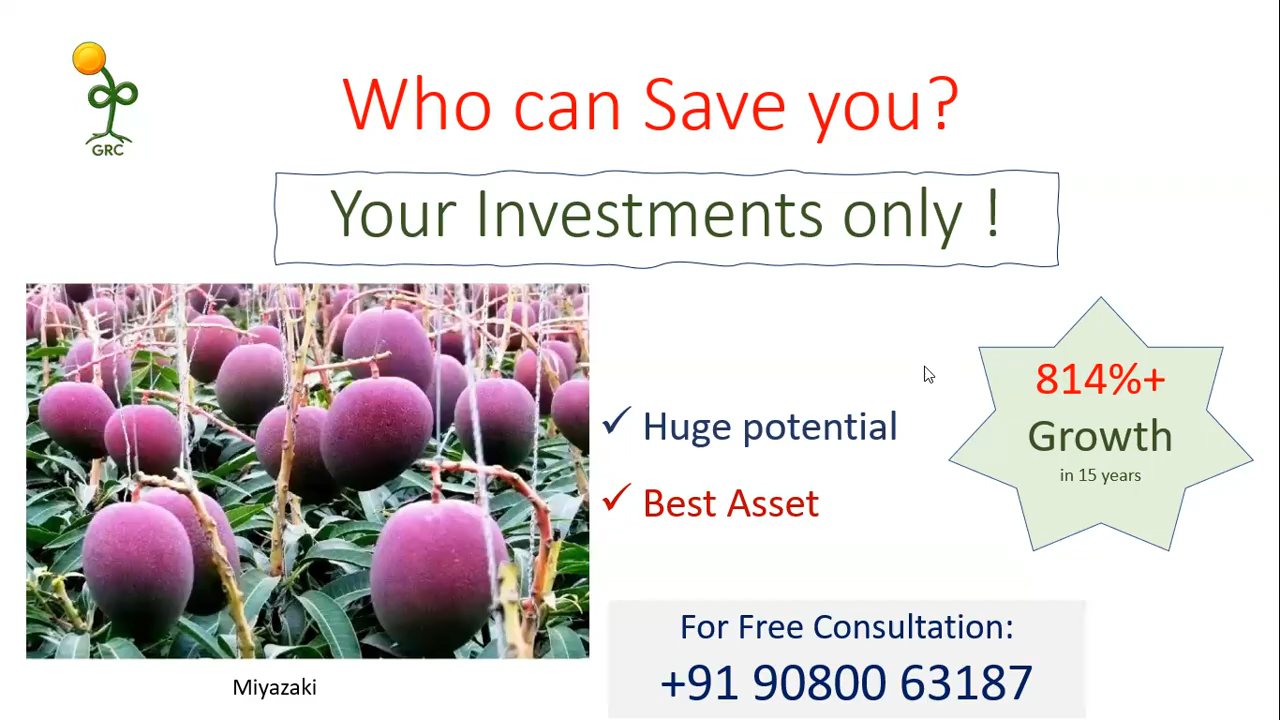 GRC
Who can Save you?
Your Investments only !
✓ Huge potential
✓ Best Asset
814%+
Growth
in 15 years
Miyazaki
For Free Consultation:
+91 90800 63187